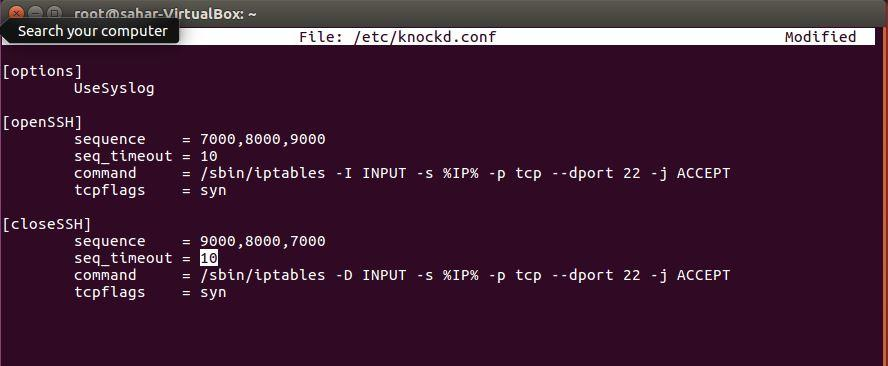 root@sahar-VirtualBox: ~
Search your computer
File: /etc/knockd.conf Modified
[options]
UseSyslog
[openSSH]
sequence = 7000,8000,9000
seq_timeout = 10
command = /sbin/iptables -I INPUT -s %IP% -p tcp --dport 22 -j ACCEPT
tcpflags = syn
[closeSSH]
sequence = 9000,8000,7000
seq_timeout = 10
command = /sbin/iptables -D INPUT -s %IP% -p tcp --dport 22 -j ACCEPT
tcpflags = syn